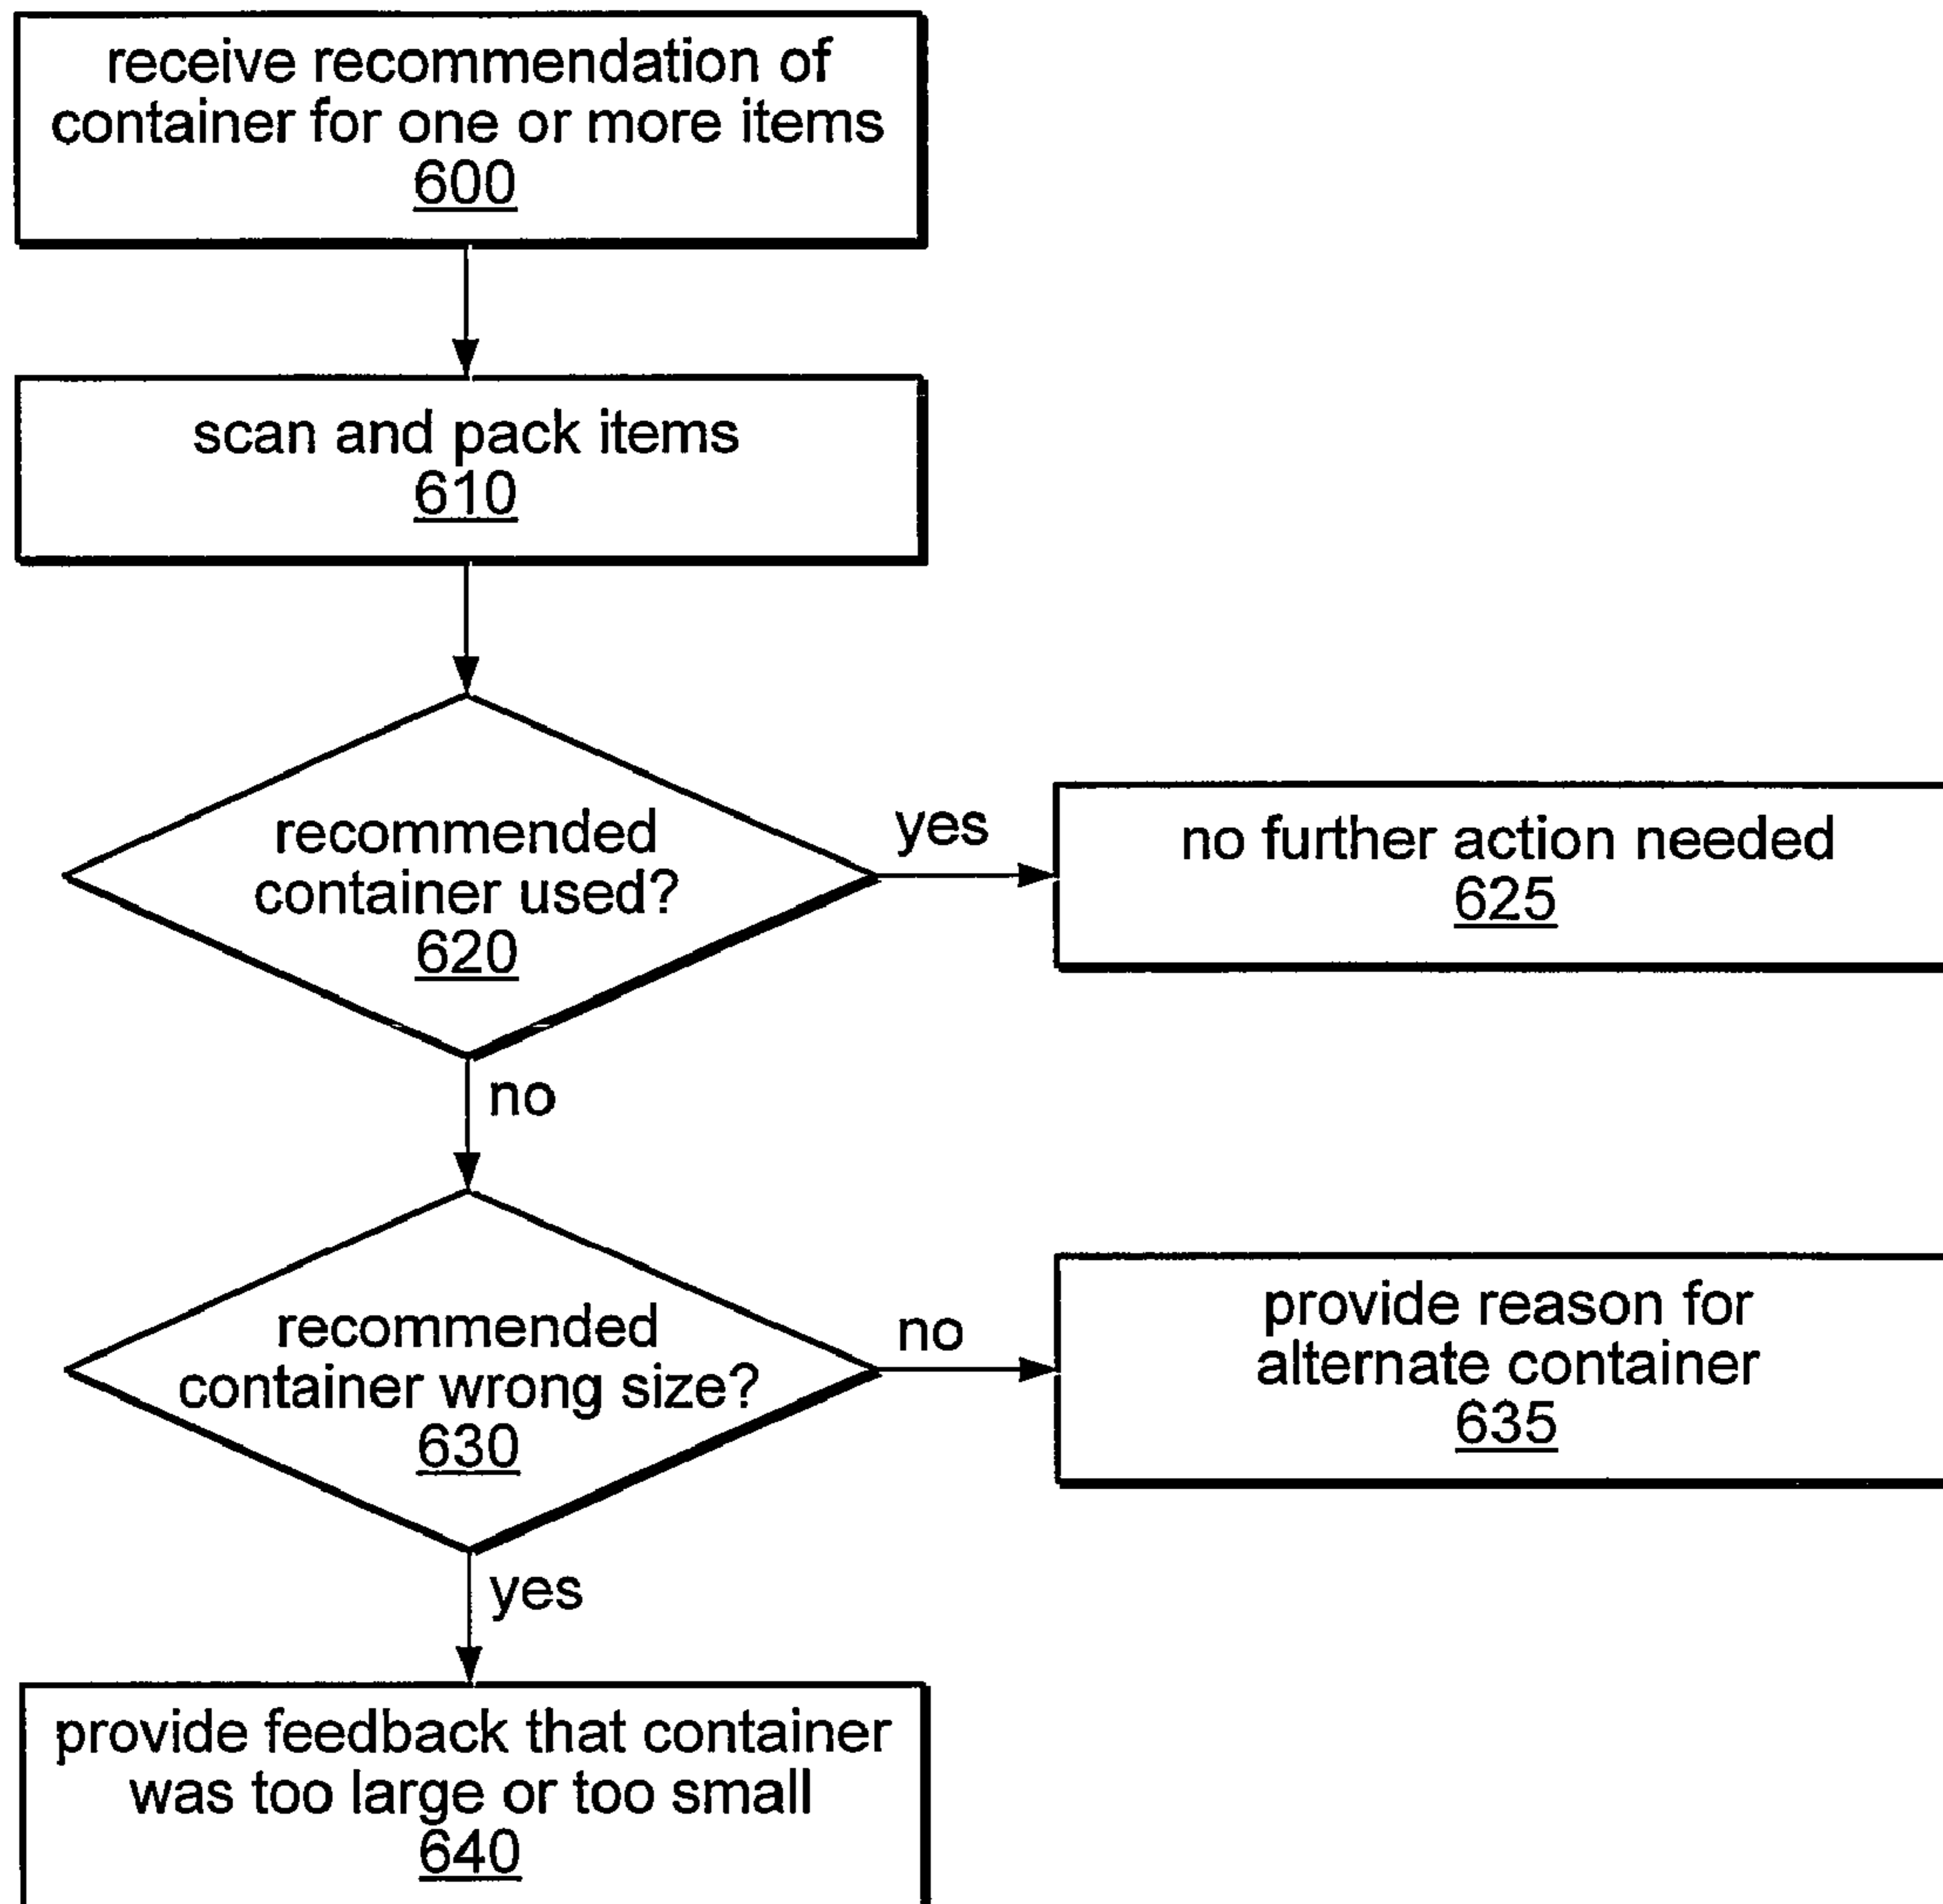 receive recommendation of
container for one or more items
600
scan and pack items
610
recommended
container used?
620
yes
no further action needed
625
no
recommended
container wrong size?
630
no
provide reason for
alternate container
635
yes
provide feedback that container
was too large or too small
640